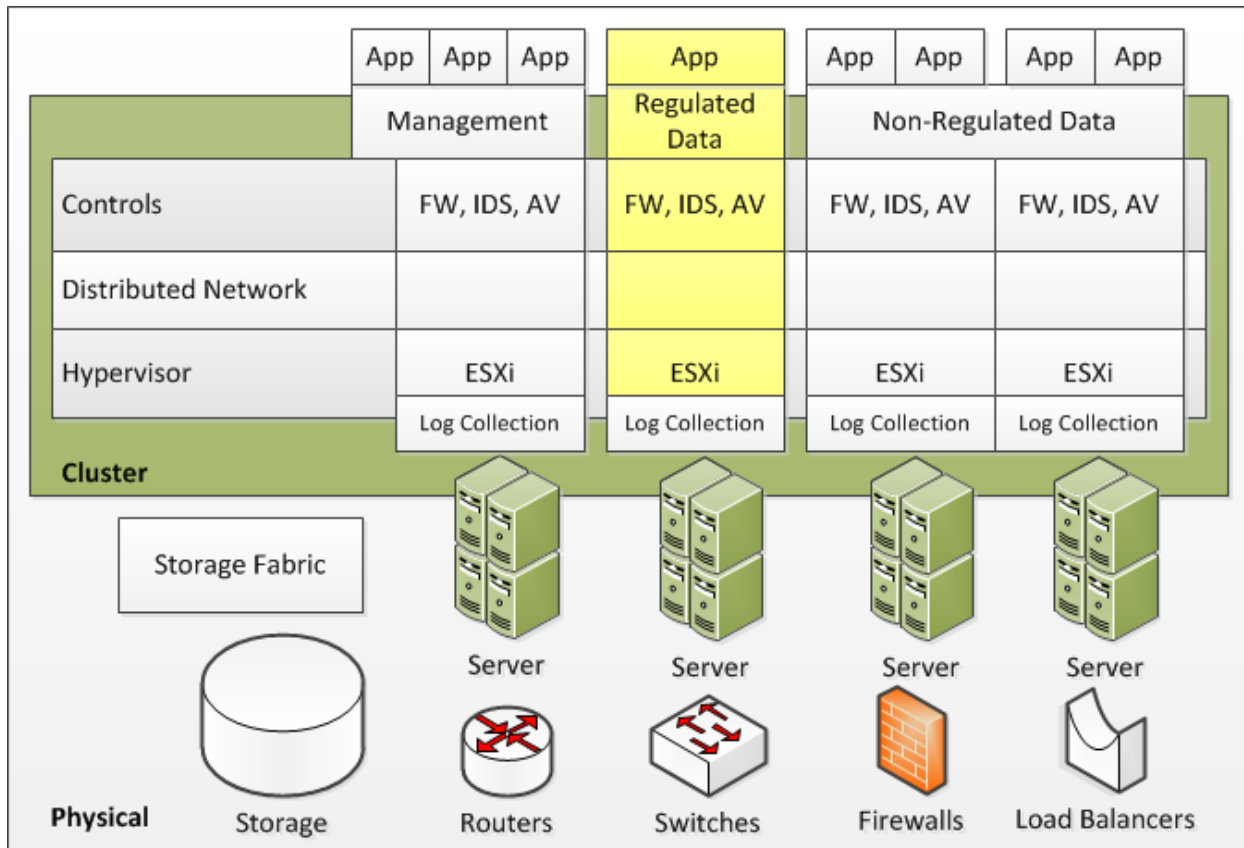 App App App App App App App App
Management Regulated Data Non-Regulated Data
Controls FW, IDS, AV FW, IDS, AV FW, IDS, AV FW, IDS, AV
Distributed Network
Hypervisor ESXi ESXi ESXi ESXi
Log Collection Log Collection Log Collection Log Collection
Cluster
Storage Fabric
Server Server Server Server
Physical Storage Routers Switches Firewalls Load Balancers